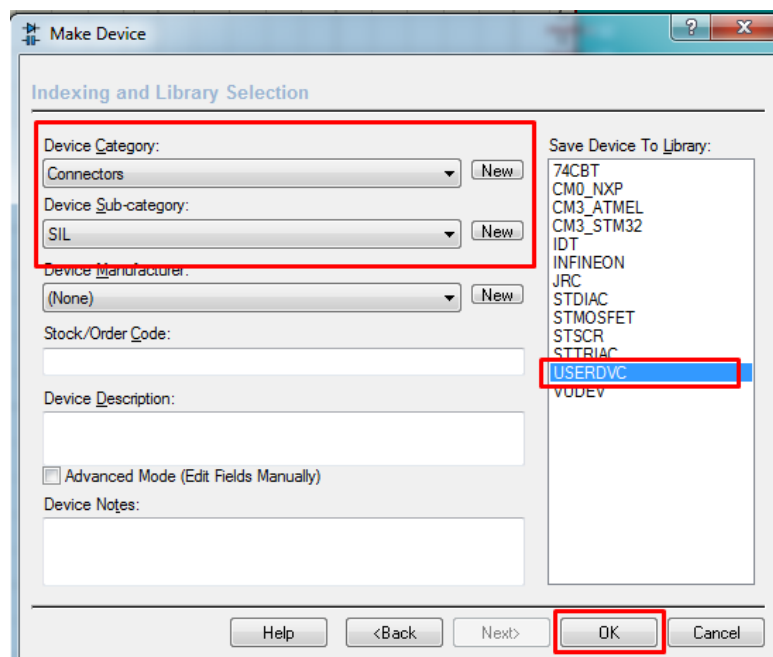 Make Device
?
X
Indexing and Library Selection
Device Category:
Connectors
New
Device Sub-category:
SIL
New
Device Manufacturer:
(None)
New
Stock/Order Code:
Device Description:
Advanced Mode (Edit Fields Manually)
Device Notes:
Save Device To Library:
74CBT
CM0_NXP
CM3_ATMEL
CM3_STM32
IDT
INFINEON
JRC
STDIAC
STMOSFET
STSCR
STTRIAC
USERDVC
VUDEV
Help
<Back
Next>
OK
Cancel